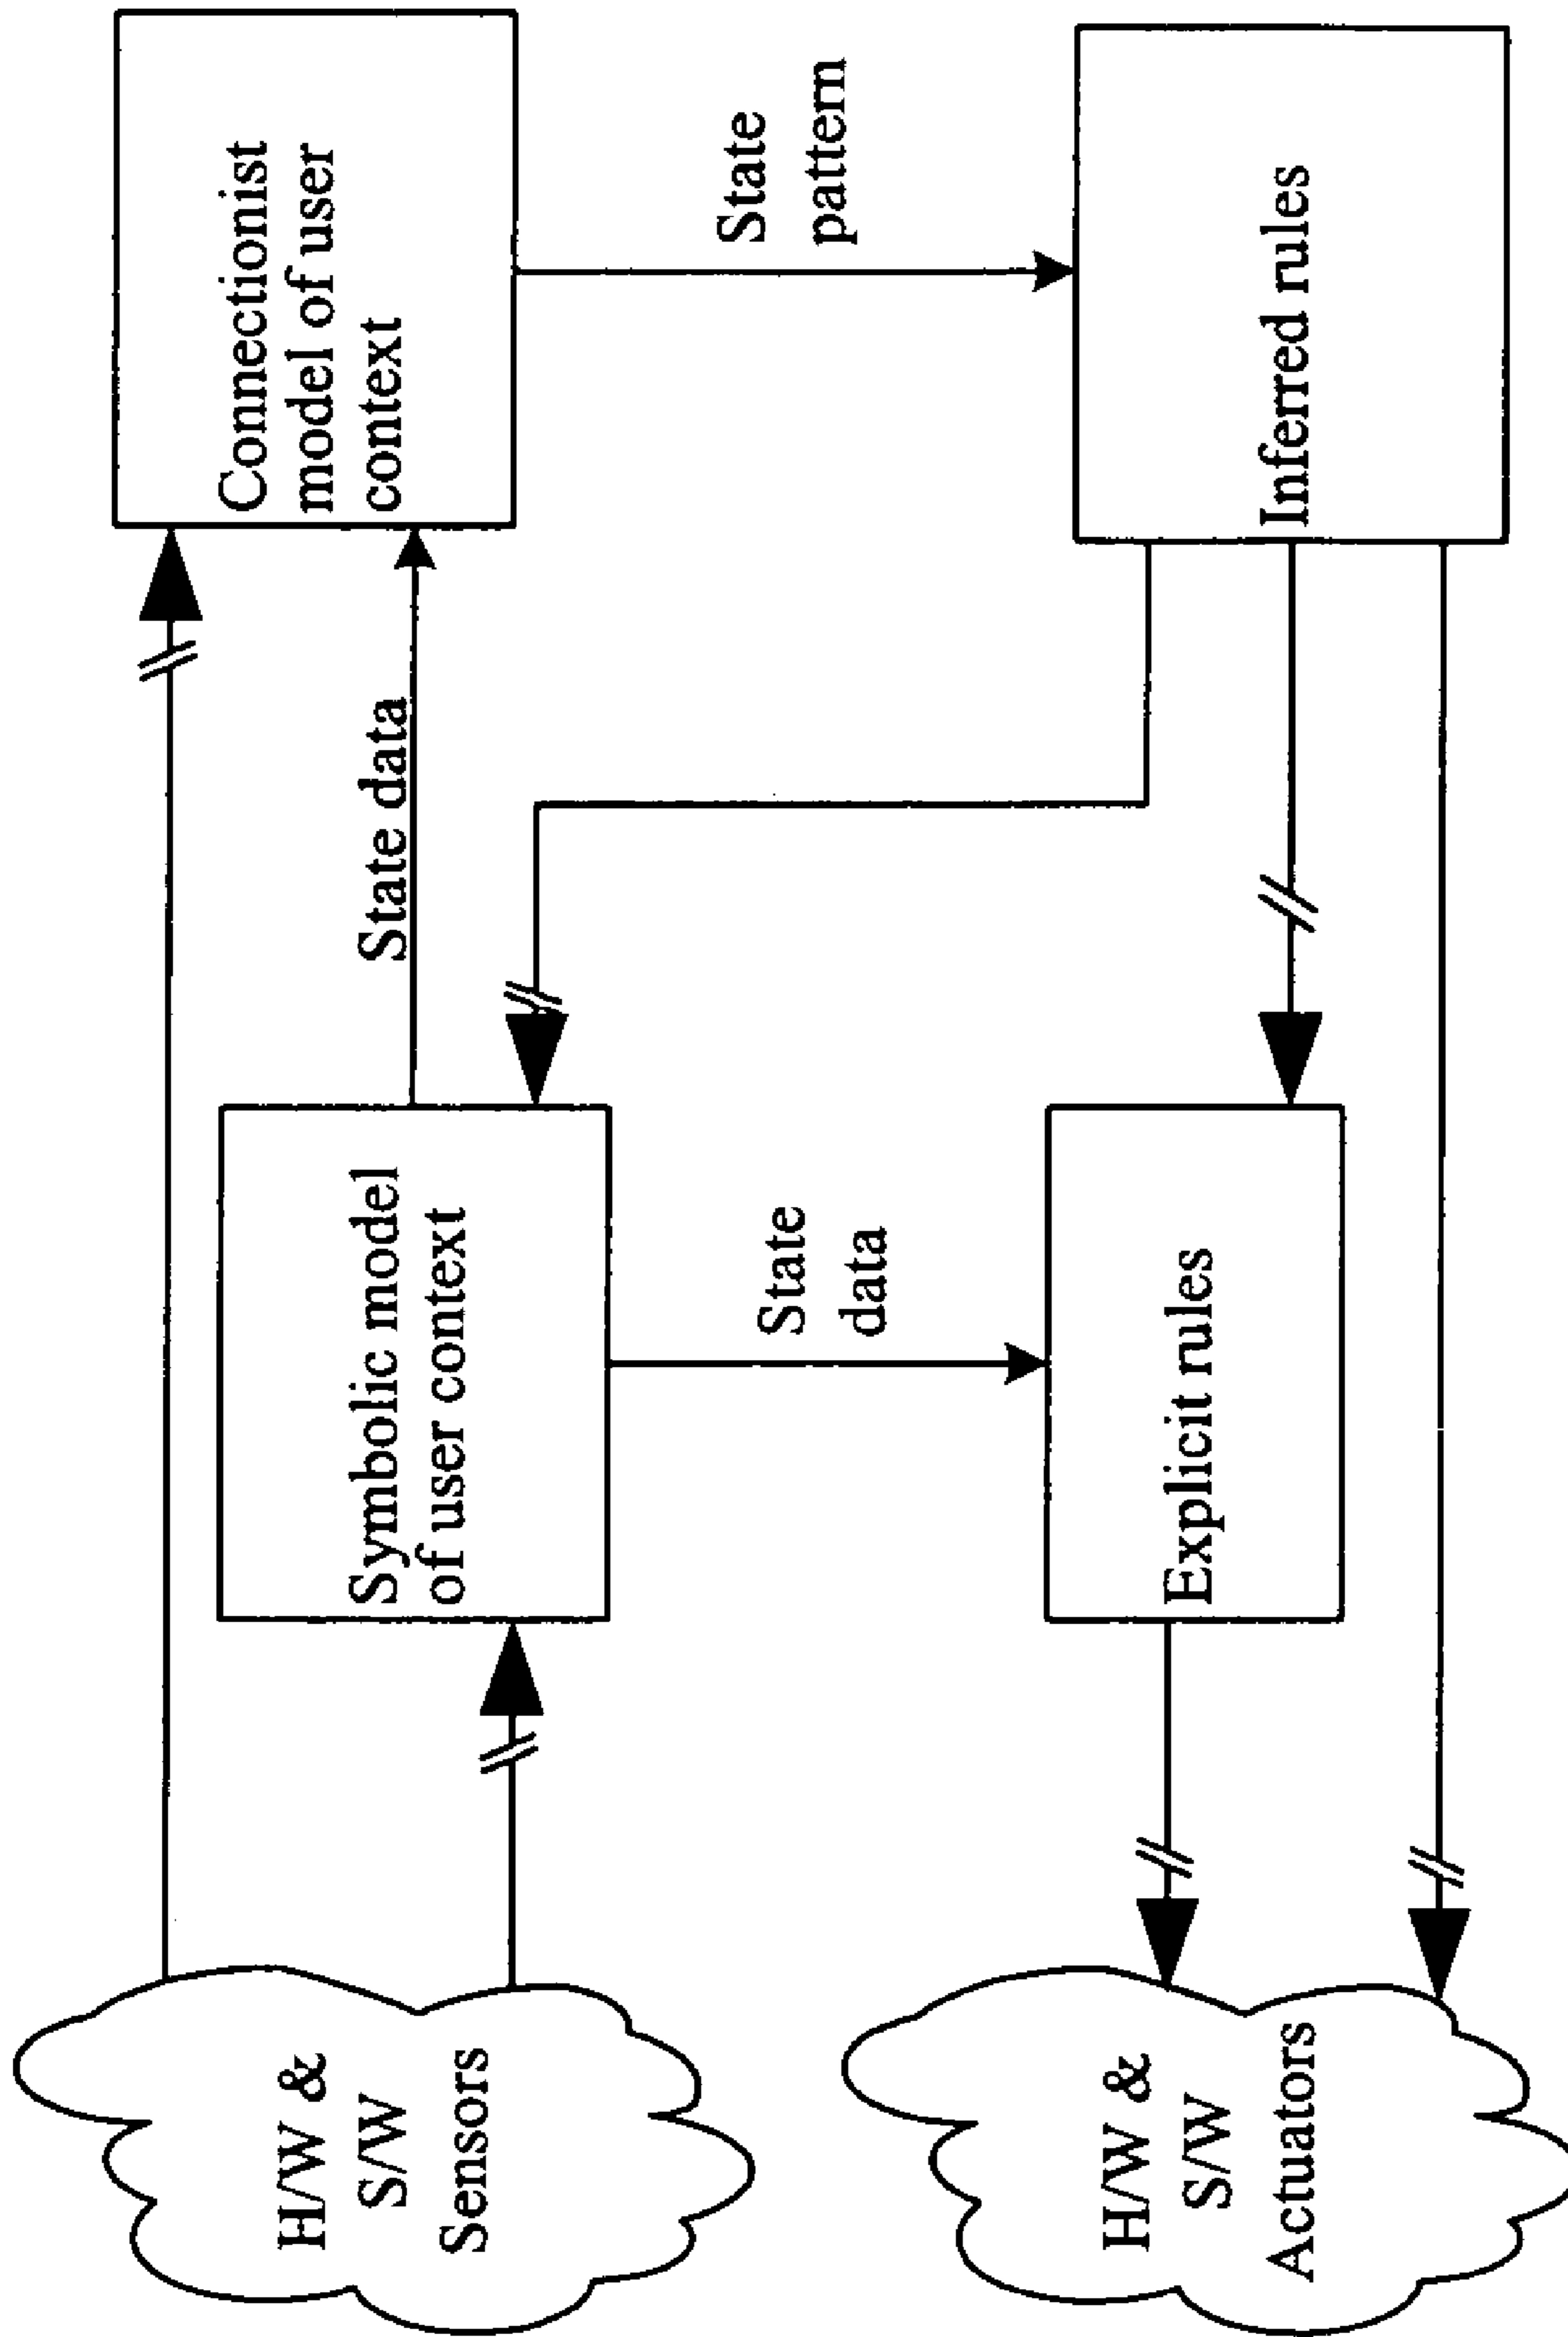 H/W &
S/W
Sensors
Symbolic model
of user context
State data
Connectionist
model of user
context
State
data
State
pattern
H/W &
S/W
Actuators
Explicit rules
Inferred rules